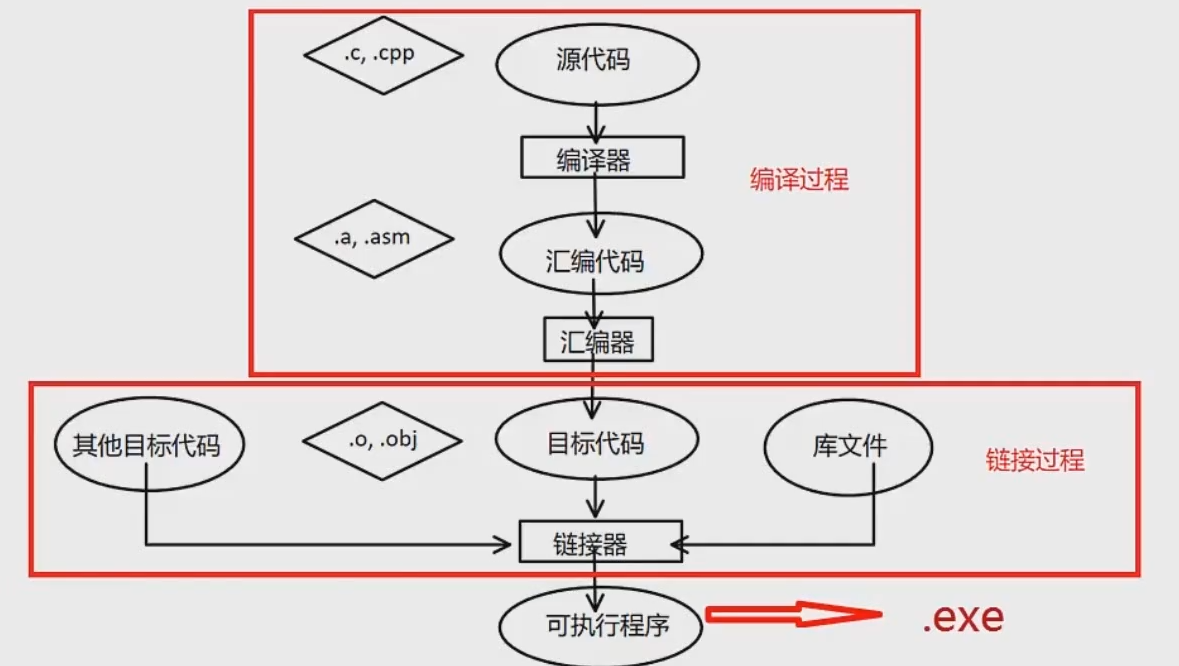 .c, .cpp
源代码
编译器
编译过程
.a, .asm
汇编代码
汇编器
其他目标代码
.o, .obj
目标代码
库文件
链接过程
链接器
可执行程序
.exe